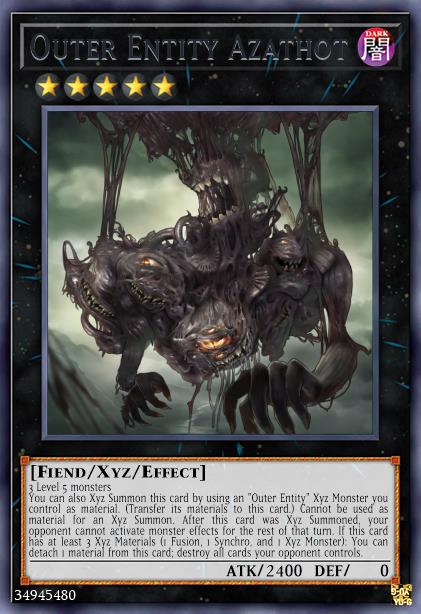 OUTER ENTITY AZATHOT
DARK
闇
[FIEND/XYZ/EFFECT]
3 Level 5 monsters
You can also Xyz Summon this card by using an "Outer Entity" Xyz Monster you
control as material. (Transfer its materials to this card.) Cannot be used as
material for an Xyz Summon. After this card was Xyz Summoned, your
opponent cannot activate monster effects for the rest of that turn. If this card
has at least 3 Xyz Materials (1 Fusion, 1 Synchro, and 1 Xyz Monster): You can
detach 1 material from this card; destroy all cards your opponent controls.
ATK/2400 DEF/ 0
34945480